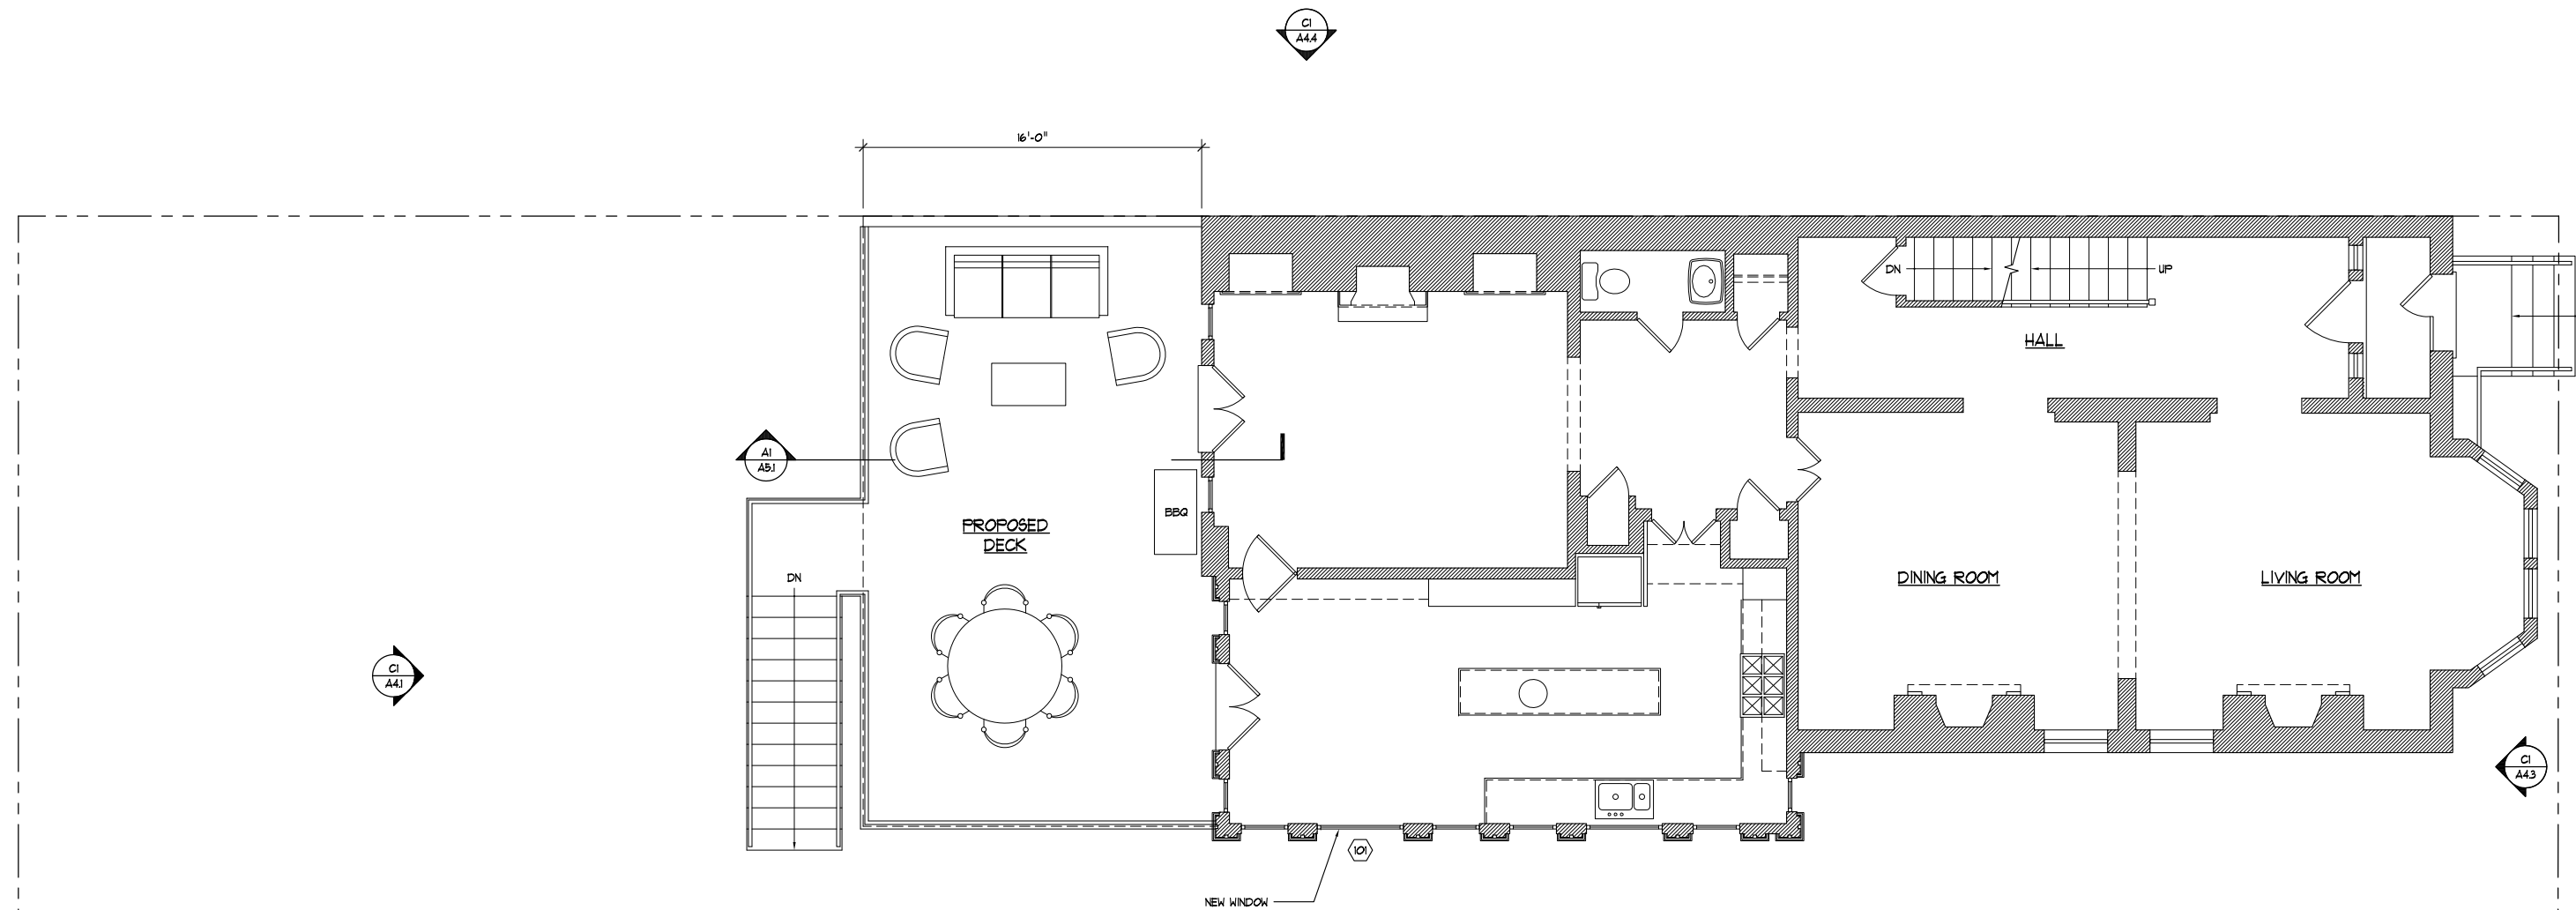 C1
A4.4
16'-0"
DN
UP
HALL
A1
A5.1
BBQ
PROPOSED
DECK
DN
DINING ROOM
LIVING ROOM
C1
A4.1
C1
A4.3
101
NEW WINDOW